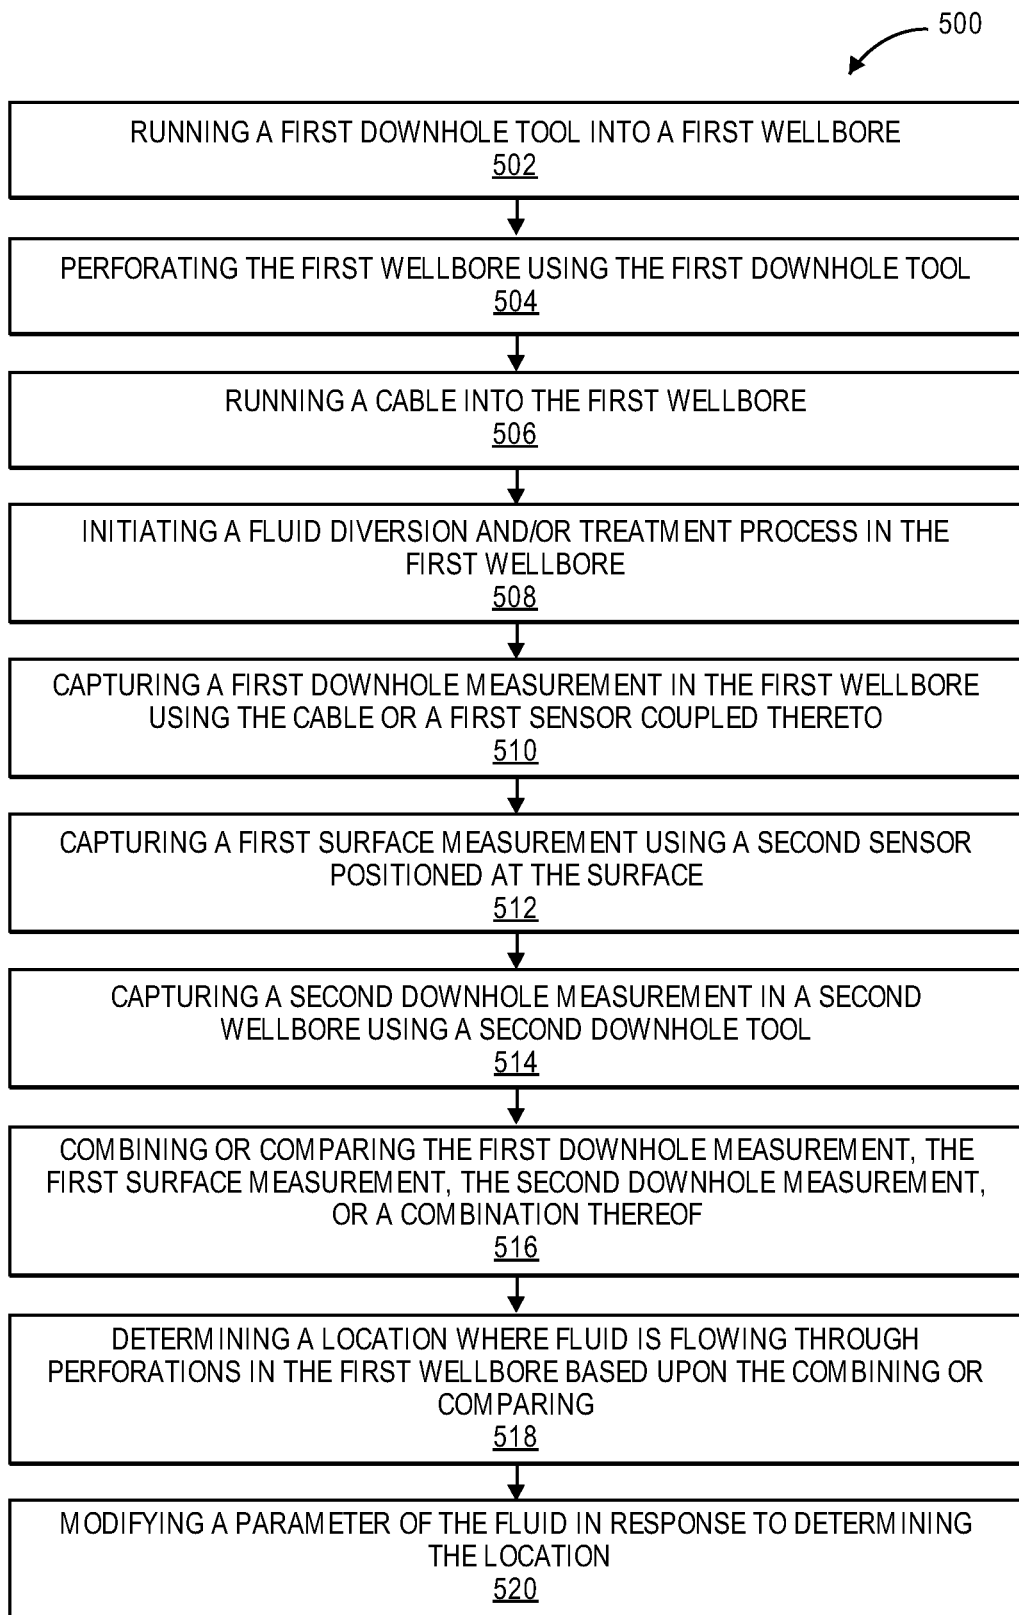 500
RUNNING A FIRST DOWNHOLE TOOL INTO A FIRST WELLBORE
502
PERFORATING THE FIRST WELLBORE USING THE FIRST DOWNHOLE TOOL
504
RUNNING A CABLE INTO THE FIRST WELLBORE
506
INITIATING A FLUID DIVERSION AND/OR TREATMENT PROCESS IN THE
FIRST WELLBORE
508
CAPTURING A FIRST DOWNHOLE MEASUREMENT IN THE FIRST WELLBORE
USING THE CABLE OR A FIRST SENSOR COUPLED THERETO
510
CAPTURING A FIRST SURFACE MEASUREMENT USING A SECOND SENSOR
POSITIONED AT THE SURFACE
512
CAPTURING A SECOND DOWNHOLE MEASUREMENT IN A SECOND
WELLBORE USING A SECOND DOWNHOLE TOOL
514
COMBINING OR COMPARING THE FIRST DOWNHOLE MEASUREMENT, THE
FIRST SURFACE MEASUREMENT, THE SECOND DOWNHOLE MEASUREMENT,
OR A COMBINATION THEREOF
516
DETERMINING A LOCATION WHERE FLUID IS FLOWING THROUGH
PERFORATIONS IN THE FIRST WELLBORE BASED UPON THE COMBINING OR
COMPARING
518
MODIFYING A PARAMETER OF THE FLUID IN RESPONSE TO DETERMINING
THE LOCATION
520